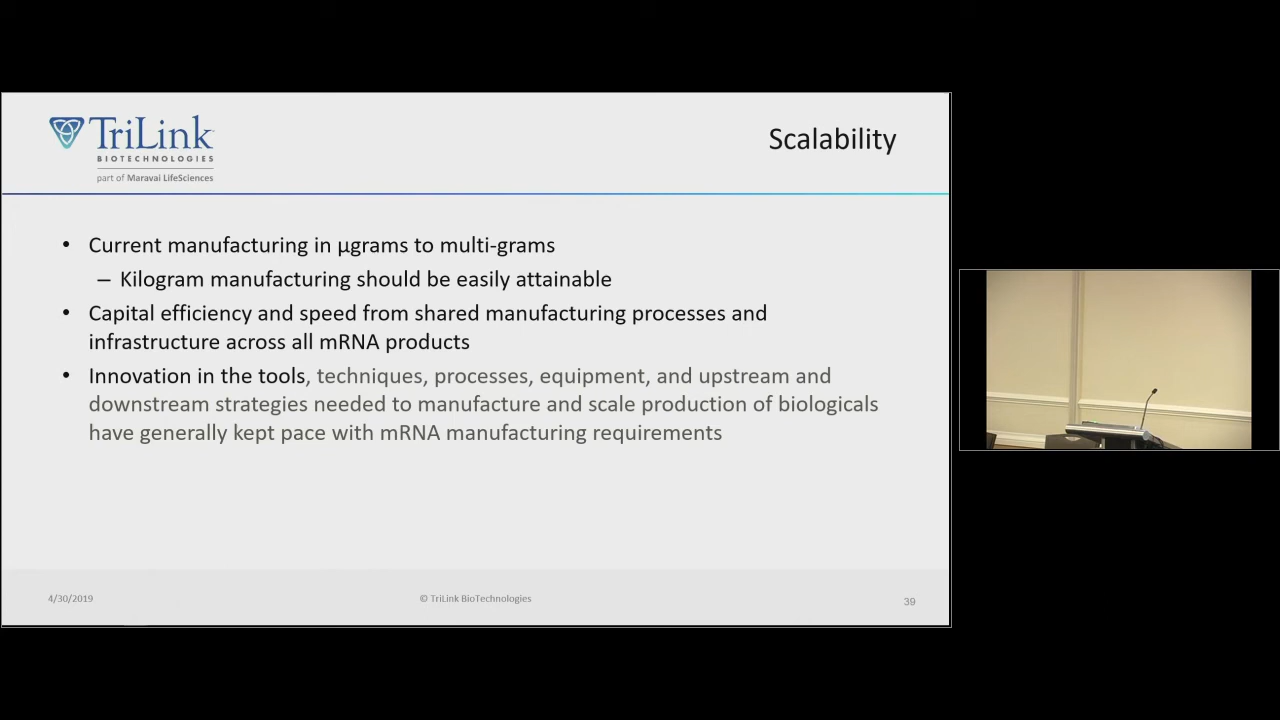 TriLink
BIOTECHNOLOGIES
part of Maravai LifeSciences
Scalability
• Current manufacturing in µgrams to multi-grams
– Kilogram manufacturing should be easily attainable
• Capital efficiency and speed from shared manufacturing processes and
infrastructure across all mRNA products
• Innovation in the tools, techniques, processes, equipment, and upstream and
downstream strategies needed to manufacture and scale production of biologicals
have generally kept pace with mRNA manufacturing requirements
4/30/2019
© TriLink BioTechnologies
39